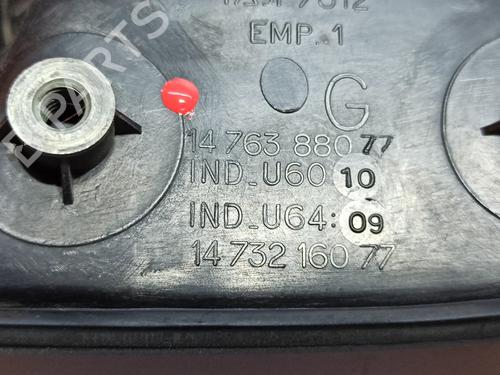 EMP. 1
G
14 763 880 77
IND_U60 10
IND_U64: 09
14 732 160 77